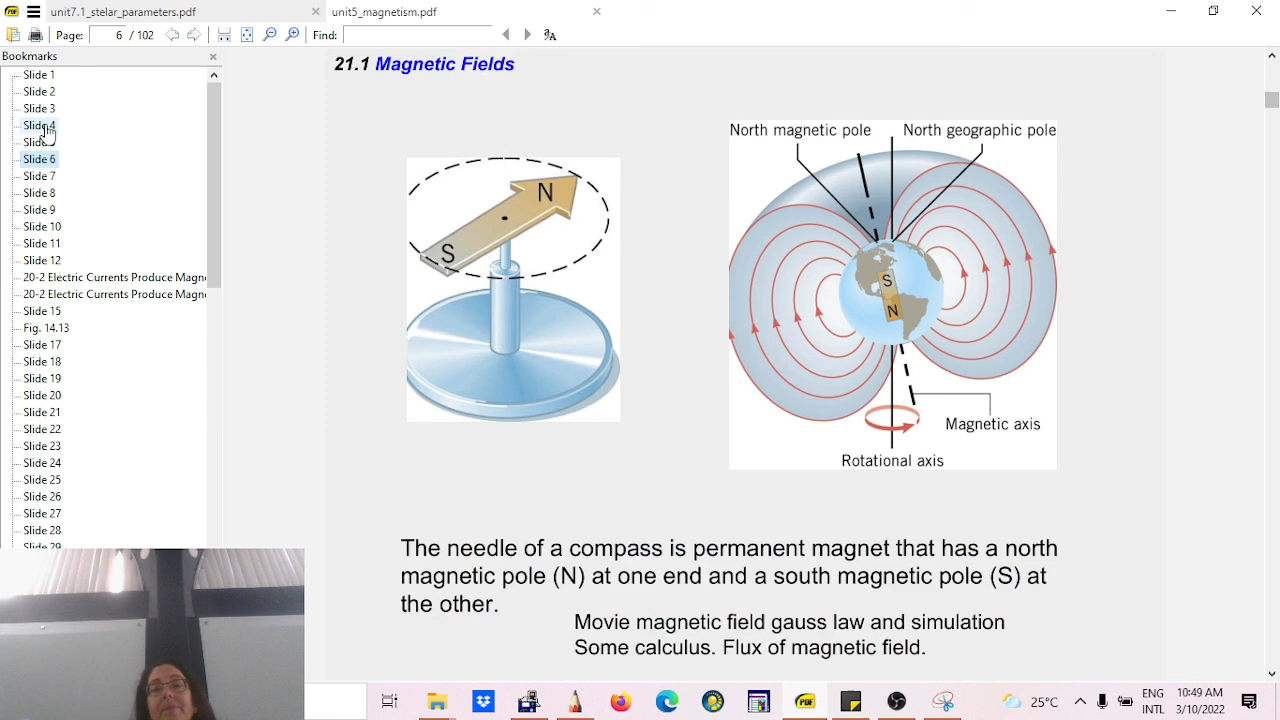 unit7.1_stelar_parameters.pdf
unit5_magnetism.pdf
Page: 6 / 102
Find:
Bookmarks
Slide 1
Slide 2
Slide 3
Slide 4
Slide
Slide 6
Slide 7
Slide 8
Slide 9
Slide 10
Slide 11
Slide 12
20-2 Electric Currents Produce Magne
20-2 Electric Currents Produce Magne
Slide 15
Fig. 14.13
Slide 17
Slide 18
Slide 19
Slide 20
Slide 21
Slide 22
Slide 23
Slide 24
Slide 25
Slide 26
Slide 27
Slide 28
Slide 29
21.1 Magnetic Fields
N
S
North magnetic pole
North geographic pole
S
N
Magnetic axis
Rotational axis
The needle of a compass is permanent magnet that has a north
magnetic pole (N) at one end and a south magnetic pole (S) at
the other.
Movie magnetic field gauss law and simulation
Some calculus. Flux of magnetic field.
PDF
25°C
ENG
INTL
10:49 AM
3/10/2022